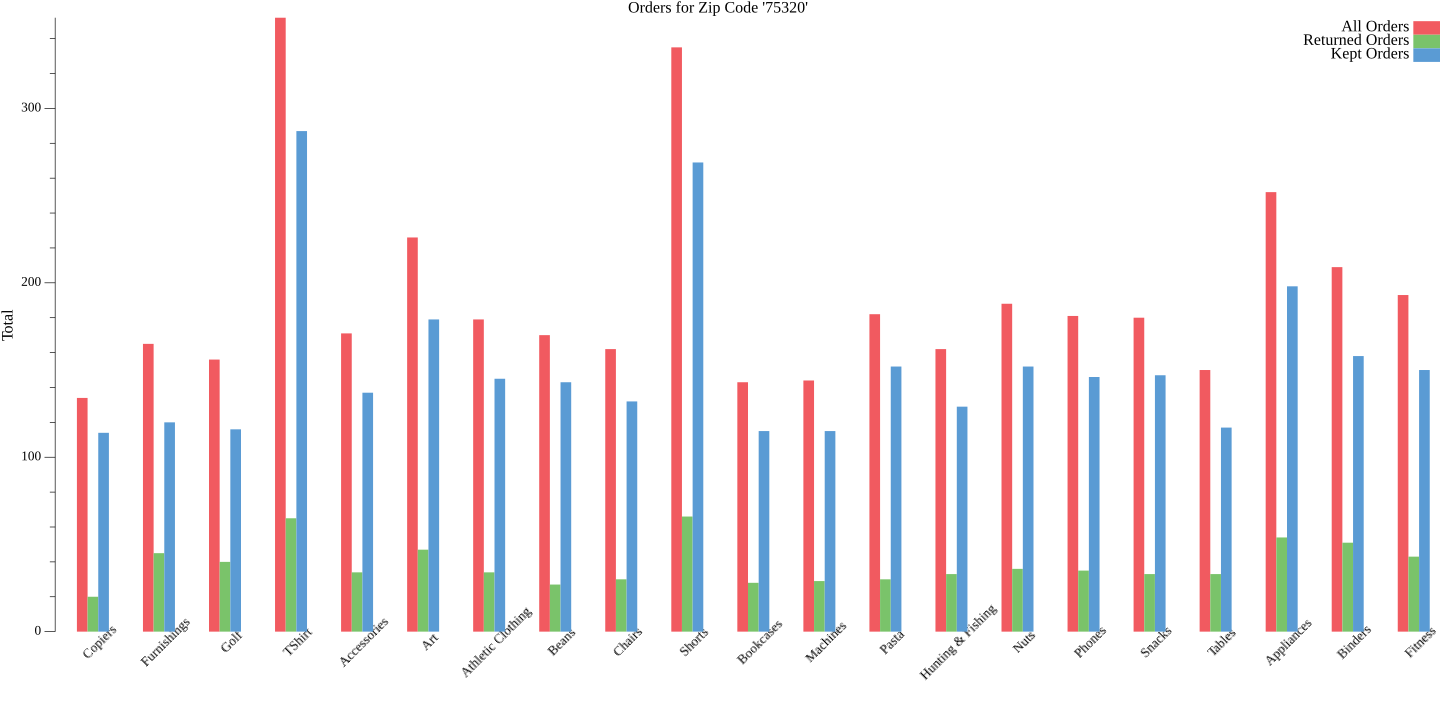 Orders for Zip Code '75320'
All Orders
Returned Orders
Kept Orders
Total
300
200
100
0
Copiers
Furnishings
Golf
TShirt
Accessories
Art
Athletic Clothing
Beans
Chairs
Shorts
Bookcases
Machines
Pasta
Hunting & Fishing
Nuts
Phones
Snacks
Tables
Appliances
Binders
Fitness